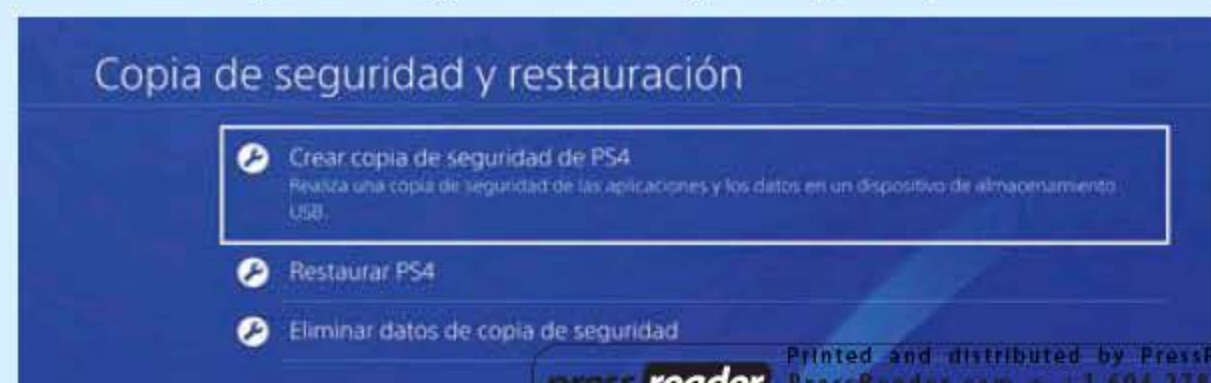 Copia de seguridad y restauración
Crear copia de seguridad de PS4
Realiza una copia de seguridad de las aplicaciones y los datos en un dispositivo de almacenamiento
USB.
Restaurar PS4
Eliminar datos de copia de seguridad
Printed and distributed by
press reader